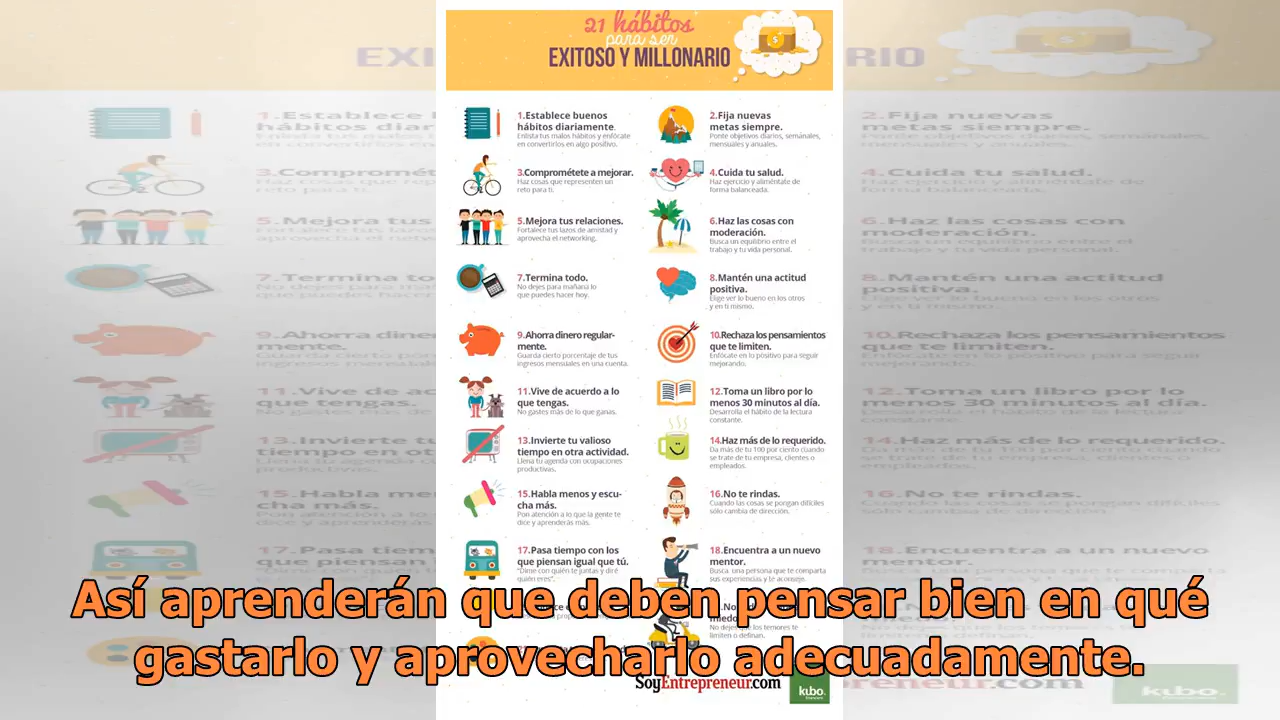 21 hábitos
para ser
EXITOSO Y MILLONARIO
1.Establece buenos
hábitos diariamente.
Enlista tus malos hábitos y enfócate
en convertirlos en algo positivo.
2.Fija nuevas
metas siempre.
Ponte objetivos diarios, semanales,
mensuales y anuales.
3.Comprométete a mejorar.
Haz cosas que representen un
reto para ti.
4.Cuida tu salud.
Haz ejercicio y aliméntate de
forma balanceada.
5.Mejora tus relaciones.
Fortalece tus lazos de amistad y
aprovecha el networking.
6.Haz las cosas con
moderación.
Busca un equilibrio entre el
trabajo y tu vida personal.
7.Termina todo.
No dejes para mañana lo
que puedes hacer hoy.
8.Mantén una actitud
positiva.
Elige ver lo bueno en los otros
y en ti mismo.
9.Ahorra dinero regular-
mente.
Guarda cierto porcentaje de tus
ingresos mensuales en una cuenta.
10.Rechaza los pensamientos
que te limiten.
Enfócate en lo positivo para seguir
mejorando.
11.Vive de acuerdo a lo
que tengas.
No gastes más de lo que ganas.
12.Toma un libro por lo
menos 30 minutos al día.
Desarrolla el hábito de la lectura
constante.
13.Invierte tu valioso
tiempo en otra actividad.
Llena tu agenda con ocupaciones
productivas.
14.Haz más de lo requerido.
Da más de tu 100 por ciento cuando
se trate de tu empresa, clientes o
empleados.
15.Habla menos y escu-
cha más.
Pon atención a lo que la gente te
dice y aprenderás más.
16.No te rindas.
Cuando las cosas se pongan difíciles
sólo cambia de dirección.
17.Pasa tiempo con los
que piensan igual que tú.
"Dime con quién te juntas y diré
quién eres".
18.Encuentra a un nuevo
mentor.
Busca una persona que te comparta
sus experiencias y te aconseje.
No dejes que los temores te
limiten o definan.
Así aprenderán que deben pensar bien en qué
gastarlo y aprovecharlo adecuadamente.
SoyEntrepreneur.com
kubo.